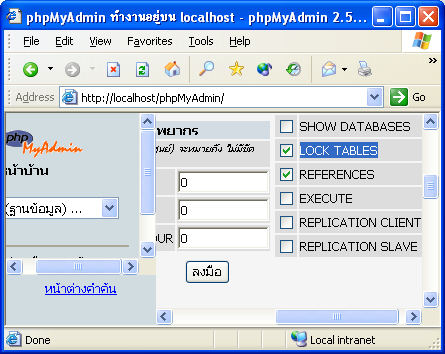 phpMyAdmin ทำงานอยู่บน localhost - phpMyAdmin 2.5...
File Edit View Favorites Tools Help
Address http://localhost/phpMyAdmin/ Go
php
MyAdmin
หน้าบ้าน
(ฐานข้อมูล) ...
หน้าต่างคำค้น
พยากร
จะหมายถึง ไม่มีขีด
0
0
OUR 0
ลงมือ
SHOW DATABASES
LOCK TABLES
REFERENCES
EXECUTE
REPLICATION CLIENT
REPLICATION SLAVE
Done Local intranet